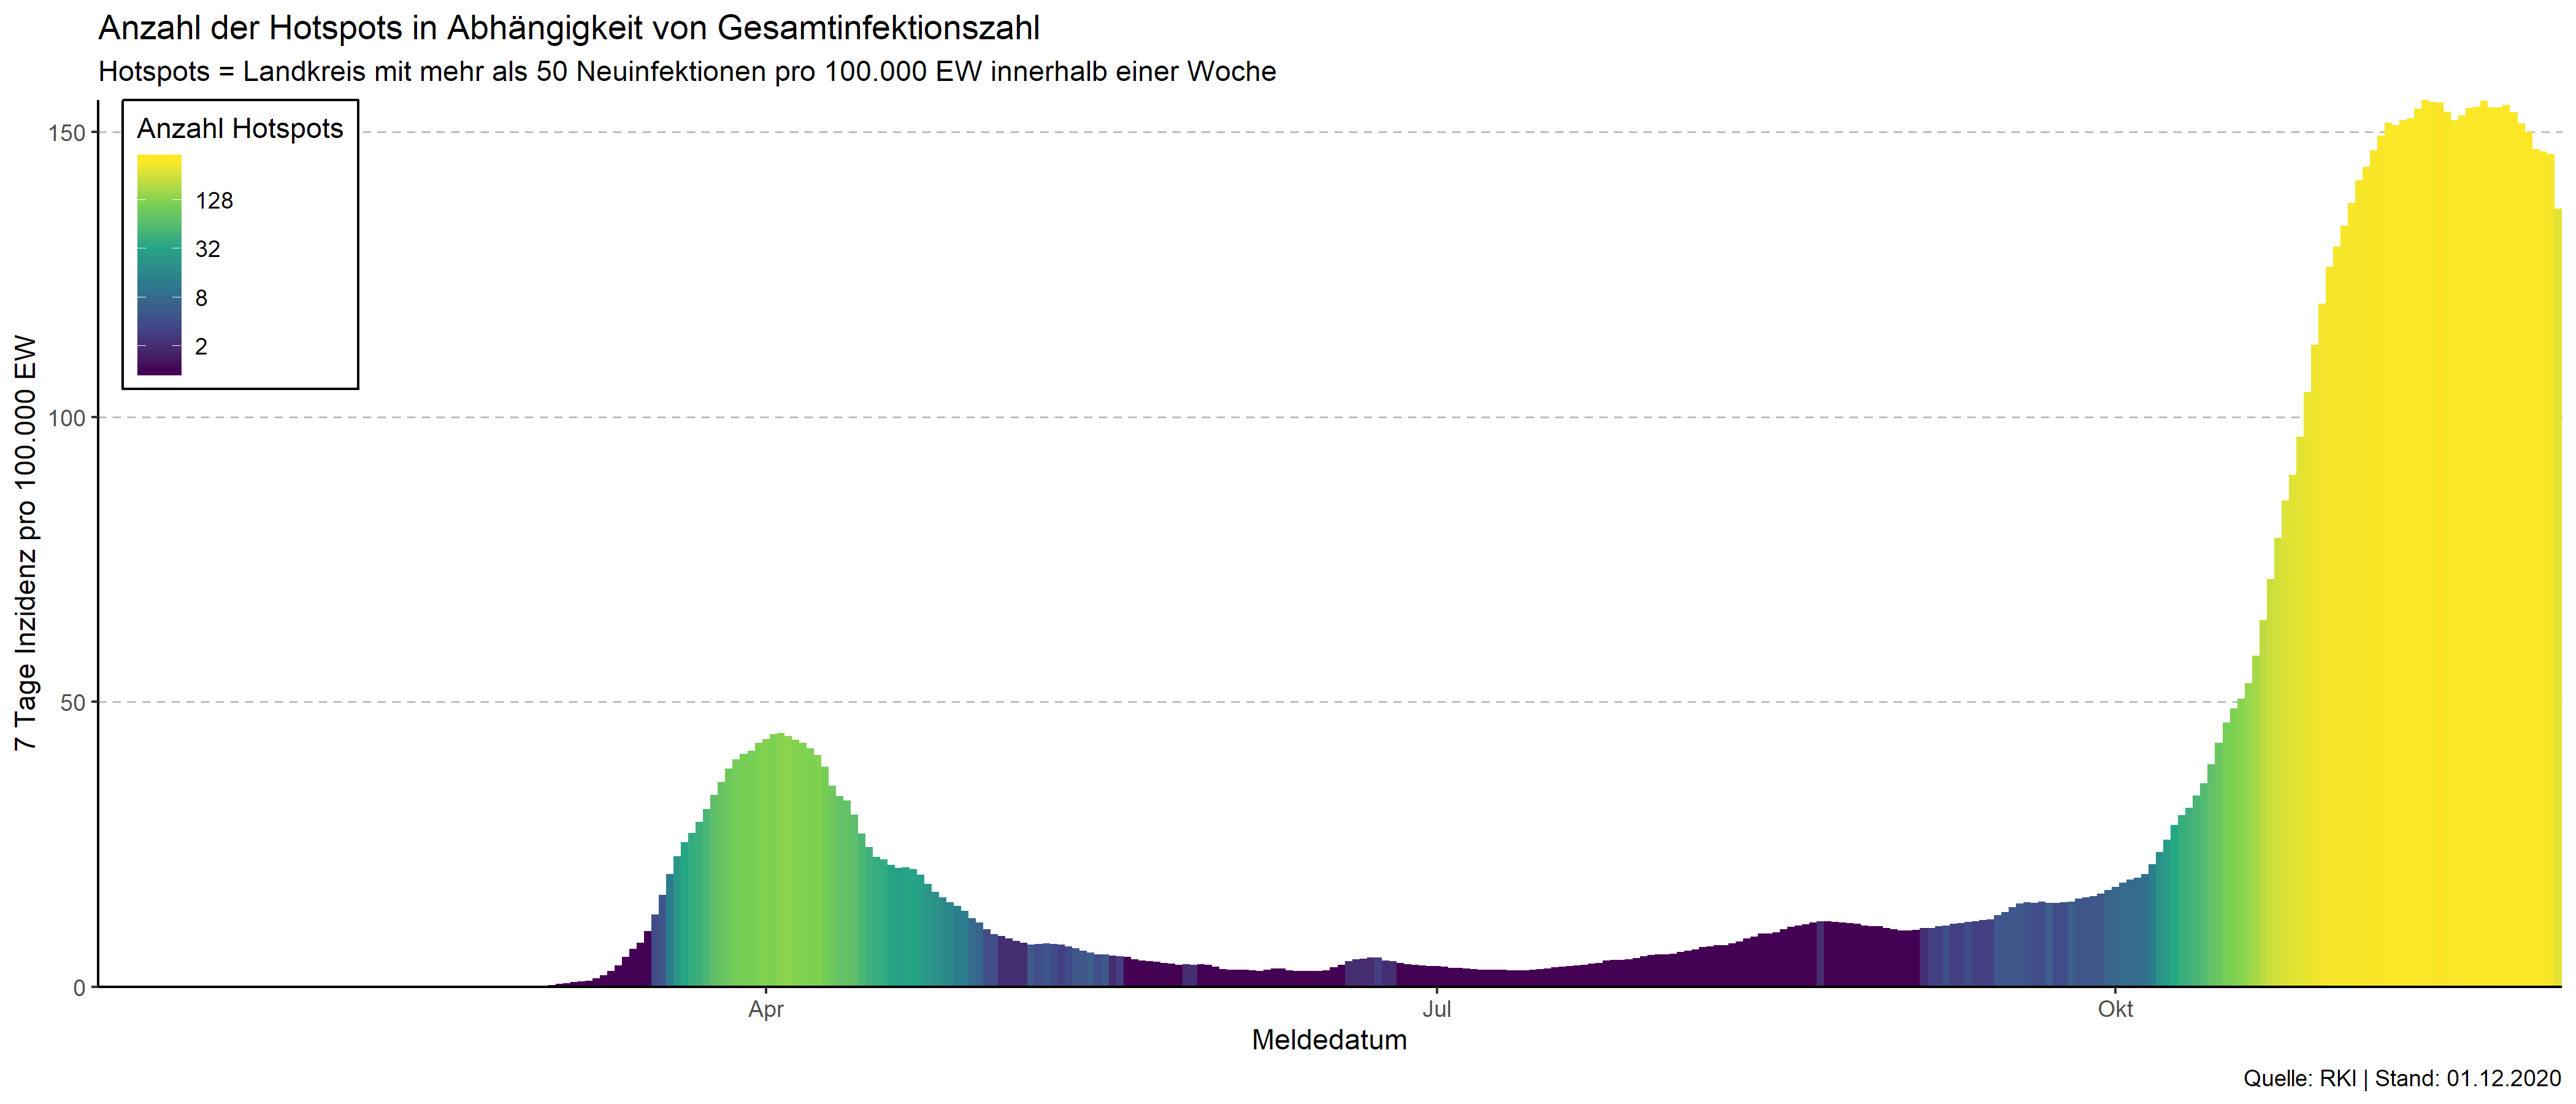 Anzahl der Hotspots in Abhängigkeit von Gesamtinfektionszahl
Hotspots = Landkreis mit mehr als 50 Neuinfektionen pro 100.000 EW innerhalb einer Woche
Anzahl Hotspots
128
32
8
2
7 Tage Inzidenz pro 100.000 EW
150
100
50
0
Apr
Jul
Okt
Meldedatum
Quelle: RKI | Stand: 01.12.2020